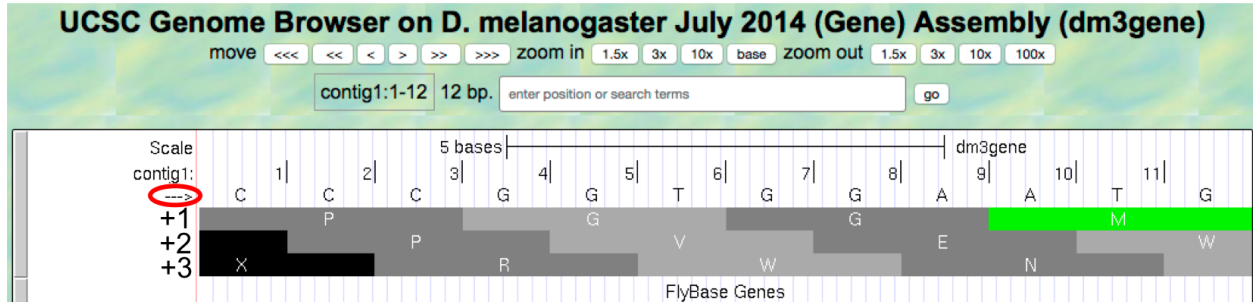 UCSC Genome Browser on D. melanogaster July 2014 (Gene) Assembly (dm3gene)
move <<< << < > >> >>> zoom in 1.5x 3x 10x base zoom out 1.5x 3x 10x 100x
contig1:1-12 12 bp. enter position or search terms go
Scale 5 bases dm3gene
contig1: 1 2 3 4 5 6 7 8 9 10 11
---> C C C G G T G G A A T G
+1 P G G M
+2 P V E W
+3 X R W N
FlyBase Genes